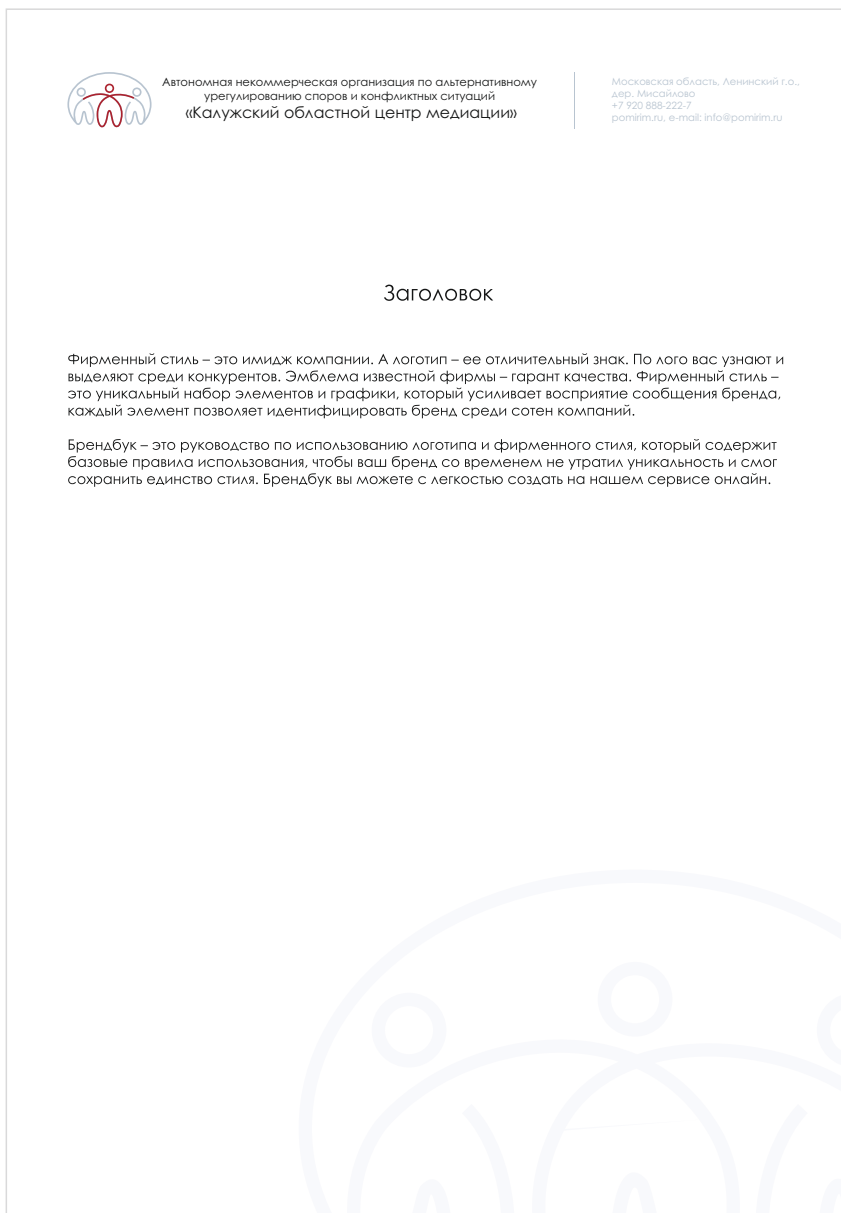 Автономная некоммерческая организация по альтернативному
урегулированию споров и конфликтных ситуаций
«Калужский областной центр медиации»
Московская область, Ленинский г.о.,
дер. Мисайлово
+7 920 888-222-7
pomirim.ru, e-mail: info@pomirim.ru
Заголовок
Фирменный стиль – это имидж компании. А логотип – ее отличительный знак. По лого вас узнают и
выделяют среди конкурентов. Эмблема известной фирмы – гарант качества. Фирменный стиль –
это уникальный набор элементов и графики, который усиливает восприятие сообщения бренда,
каждый элемент позволяет идентифицировать бренд среди сотен компаний.
Брендбук – это руководство по использованию логотипа и фирменного стиля, который содержит
базовые правила использования, чтобы ваш бренд со временем не утратил уникальность и смог
сохранить единство стиля. Брендбук вы можете с легкостью создать на нашем сервисе онлайн.